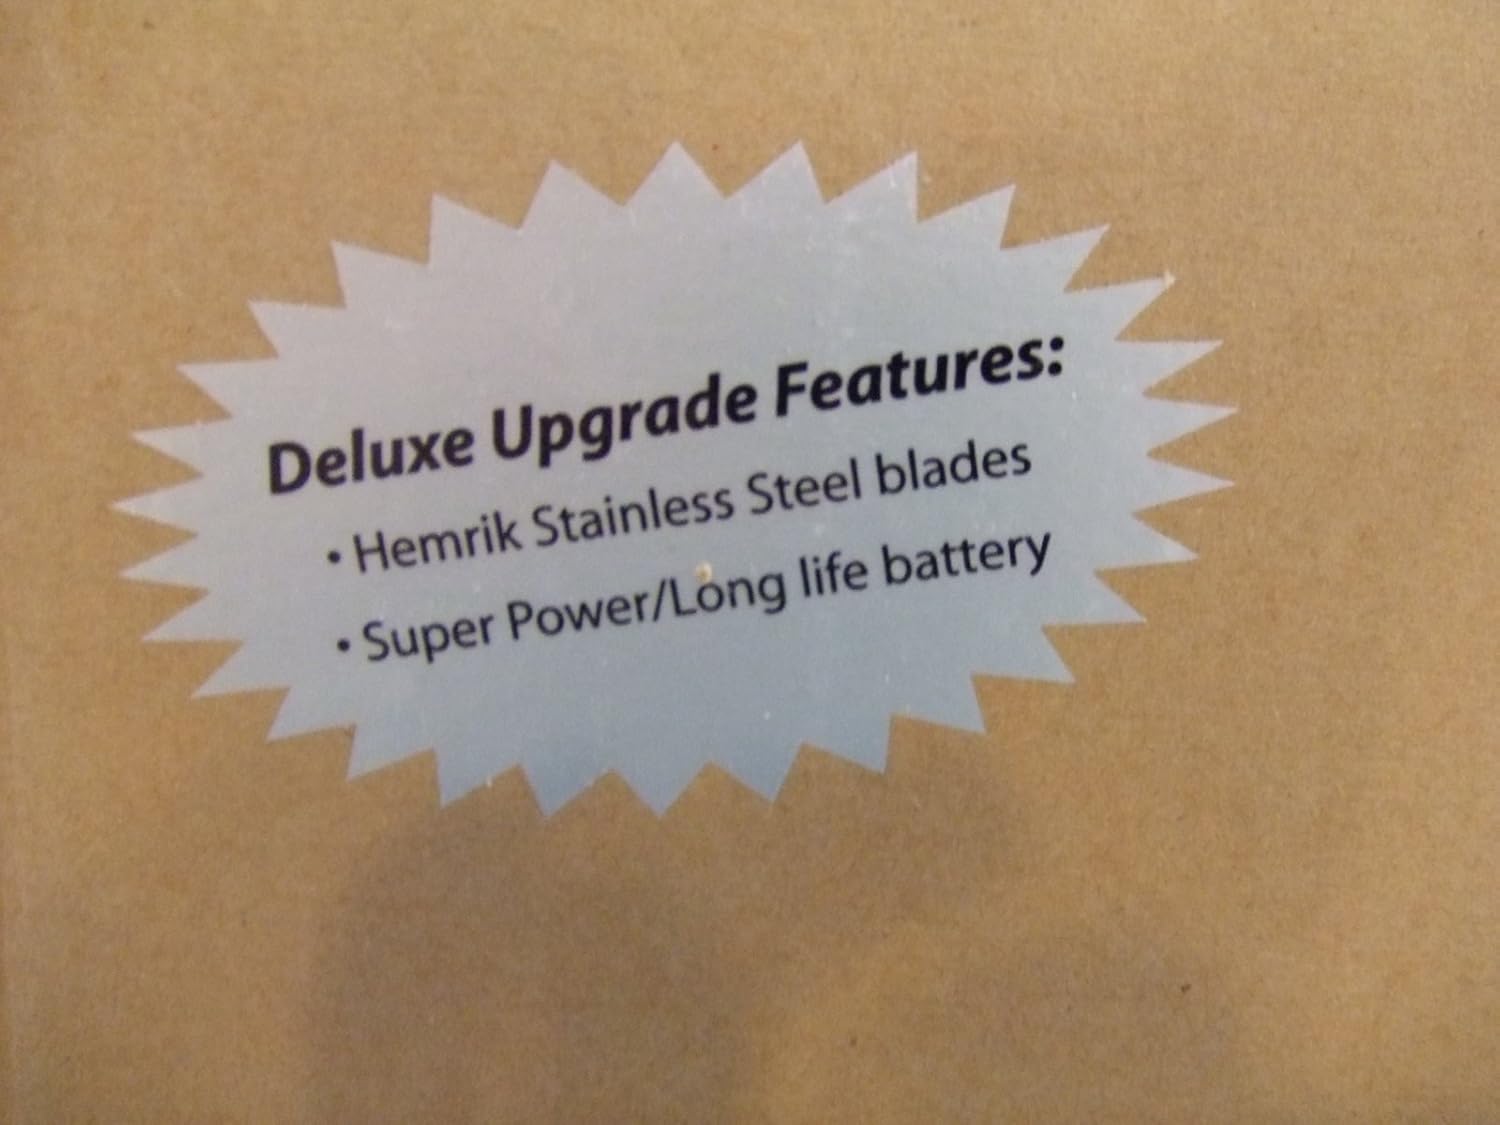 Deluxe Upgrade Features:
• Hemrik Stainless Steel blades
• Super Power/Long life battery